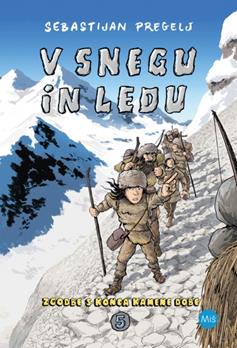 SEBASTIJAN PREGELJ
V SNEGU
IN LEDU
ZGODBE S KONCA KAMENE DOBE
5
Miš